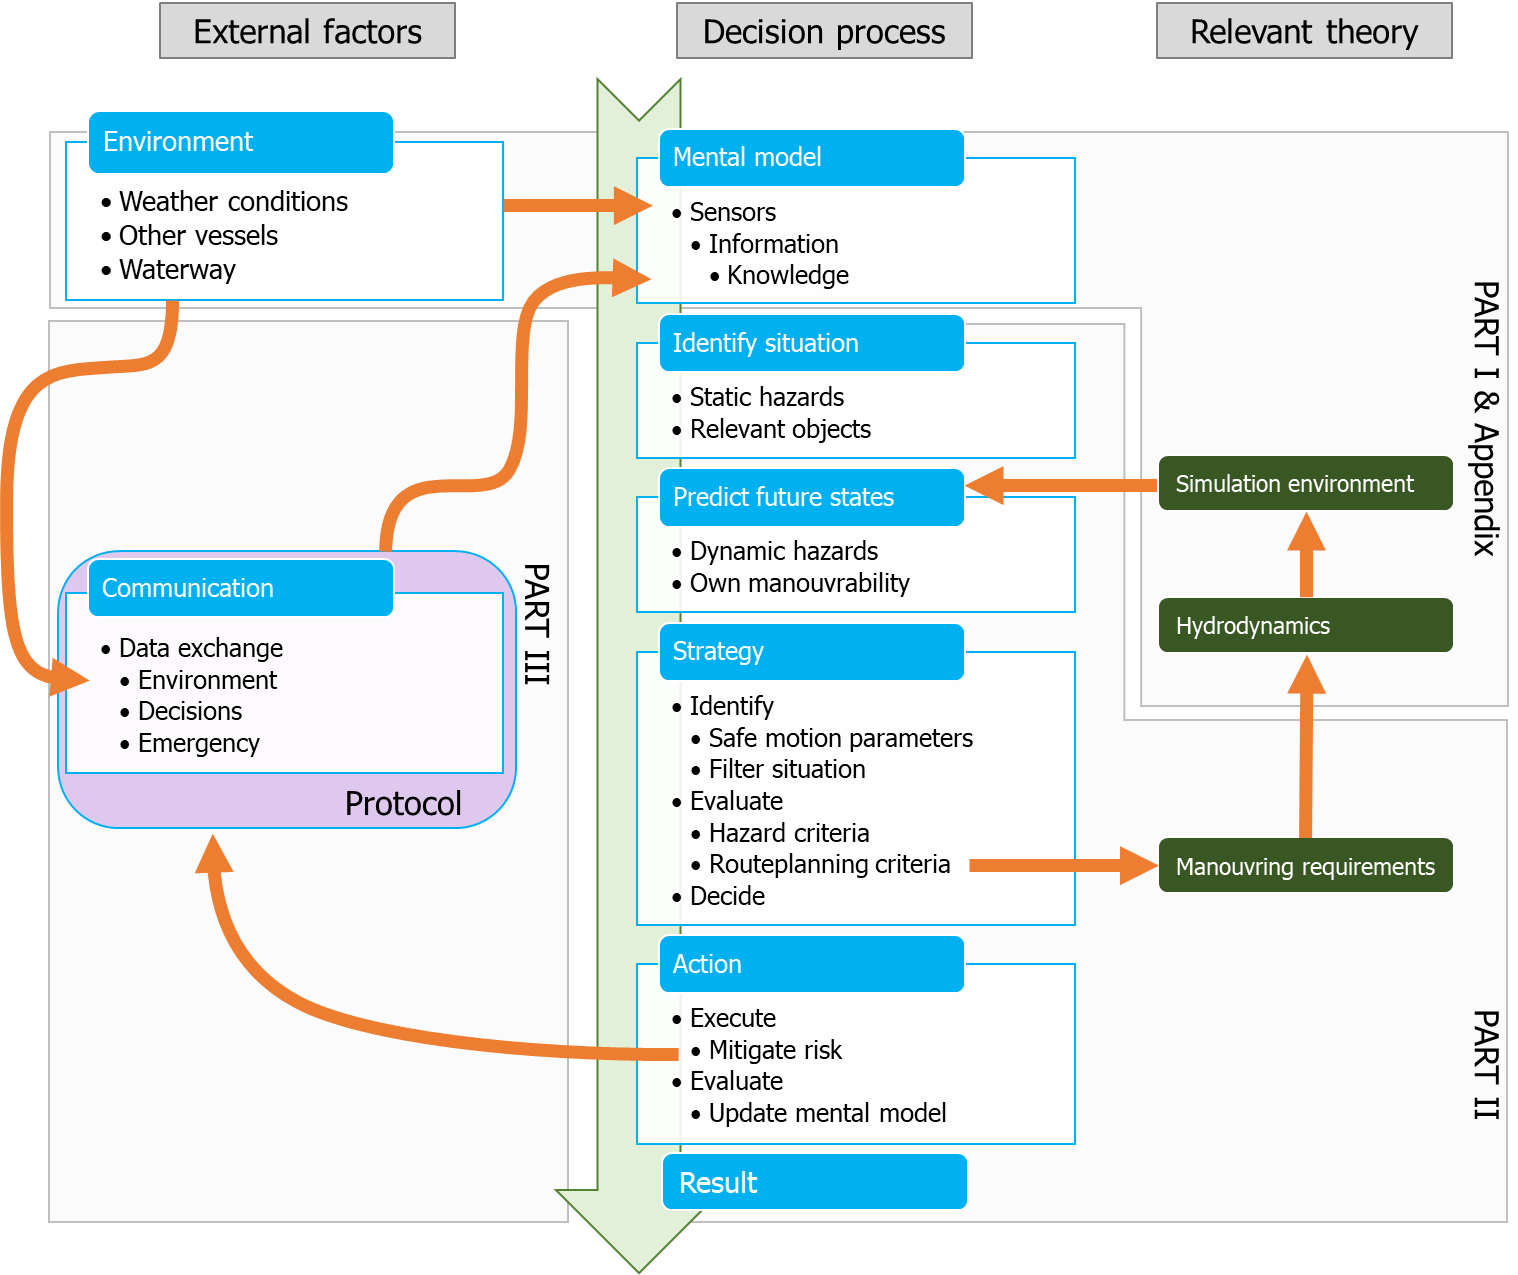 External factors
Decision process
Relevant theory
Environment
• Weather conditions
• Other vessels
• Waterway
Mental model
• Sensors
• Information
• Knowledge
Identify situation
• Static hazards
• Relevant objects
Predict future states
• Dynamic hazards
• Own manouvrability
Strategy
• Identify
• Safe motion parameters
• Filter situation
• Evaluate
• Hazard criteria
• Routeplanning criteria
• Decide
Action
• Execute
• Mitigate risk
• Evaluate
• Update mental model
Result
Communication
• Data exchange
• Environment
• Decisions
• Emergency
Protocol
PART III
Simulation environment
Hydrodynamics
Manouvring requirements
PART I & Appendix
PART II